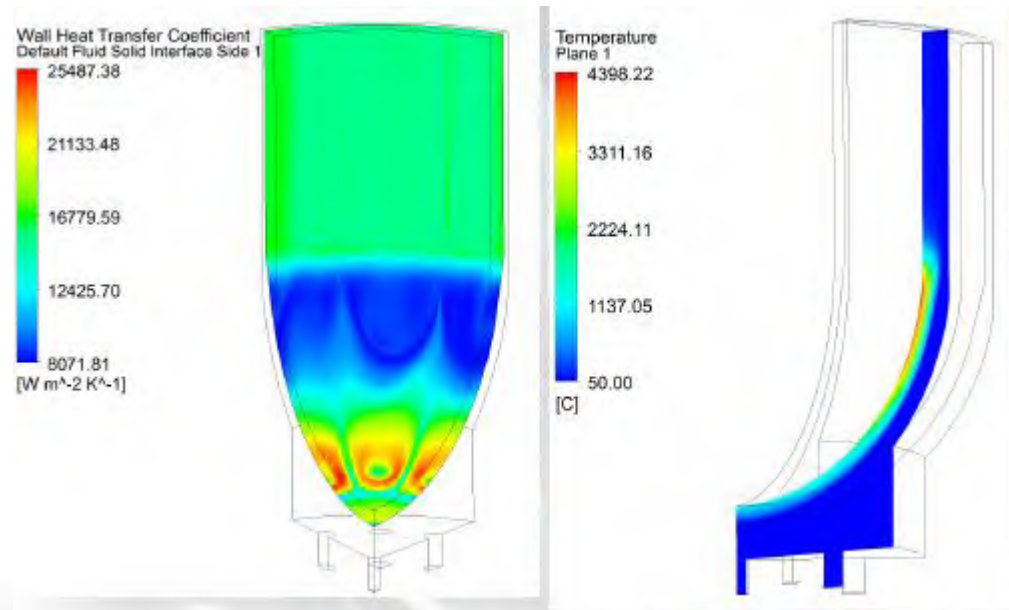 Wall Heat Transfer Coefficient
Default Fluid Solid Interface Side 1
25487.38
21133.48
16779.59
12425.70
8071.81
[W m^-2 K^-1]
Temperature
Plane 1
4398.22
3311.16
2224.11
1137.05
50.00
[C]